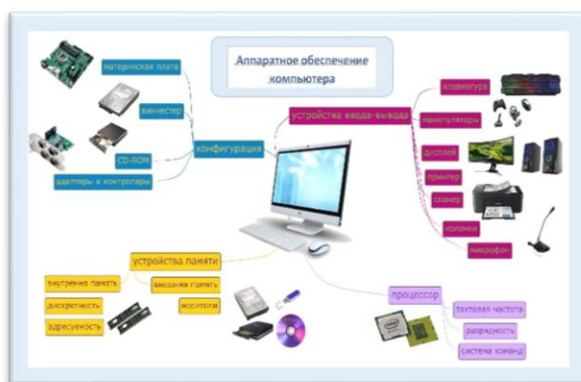 Аппаратное обеспечение
компьютера
материнская плата
винчестер
CD-ROM
адаптеры и контролеры
конфигурация
устройства ввода-вывода
клавиатура
манипуляторы
дисплей
принтер
сканер
колонки
микрофон
устройства памяти
внутренняя память
дискретность
адресуемость
внешняя память
носители
процессор
тактовая частота
разрядность
система команд